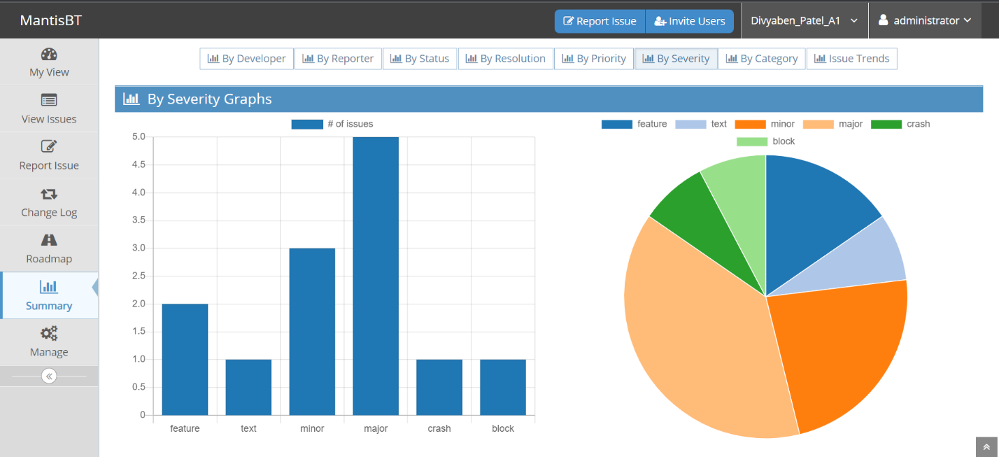 MantisBT
Report Issue Invite Users Divyaben_Patel_A1 administrator
My View
View Issues
Report Issue
Change Log
Roadmap
Summary
Manage
By Developer By Reporter By Status By Resolution By Priority By Severity By Category Issue Trends
By Severity Graphs
# of issues
5.0
4.5
4.0
3.5
3.0
2.5
2.0
1.5
1.0
0.5
0
feature text minor major crash block
feature text minor major crash
block